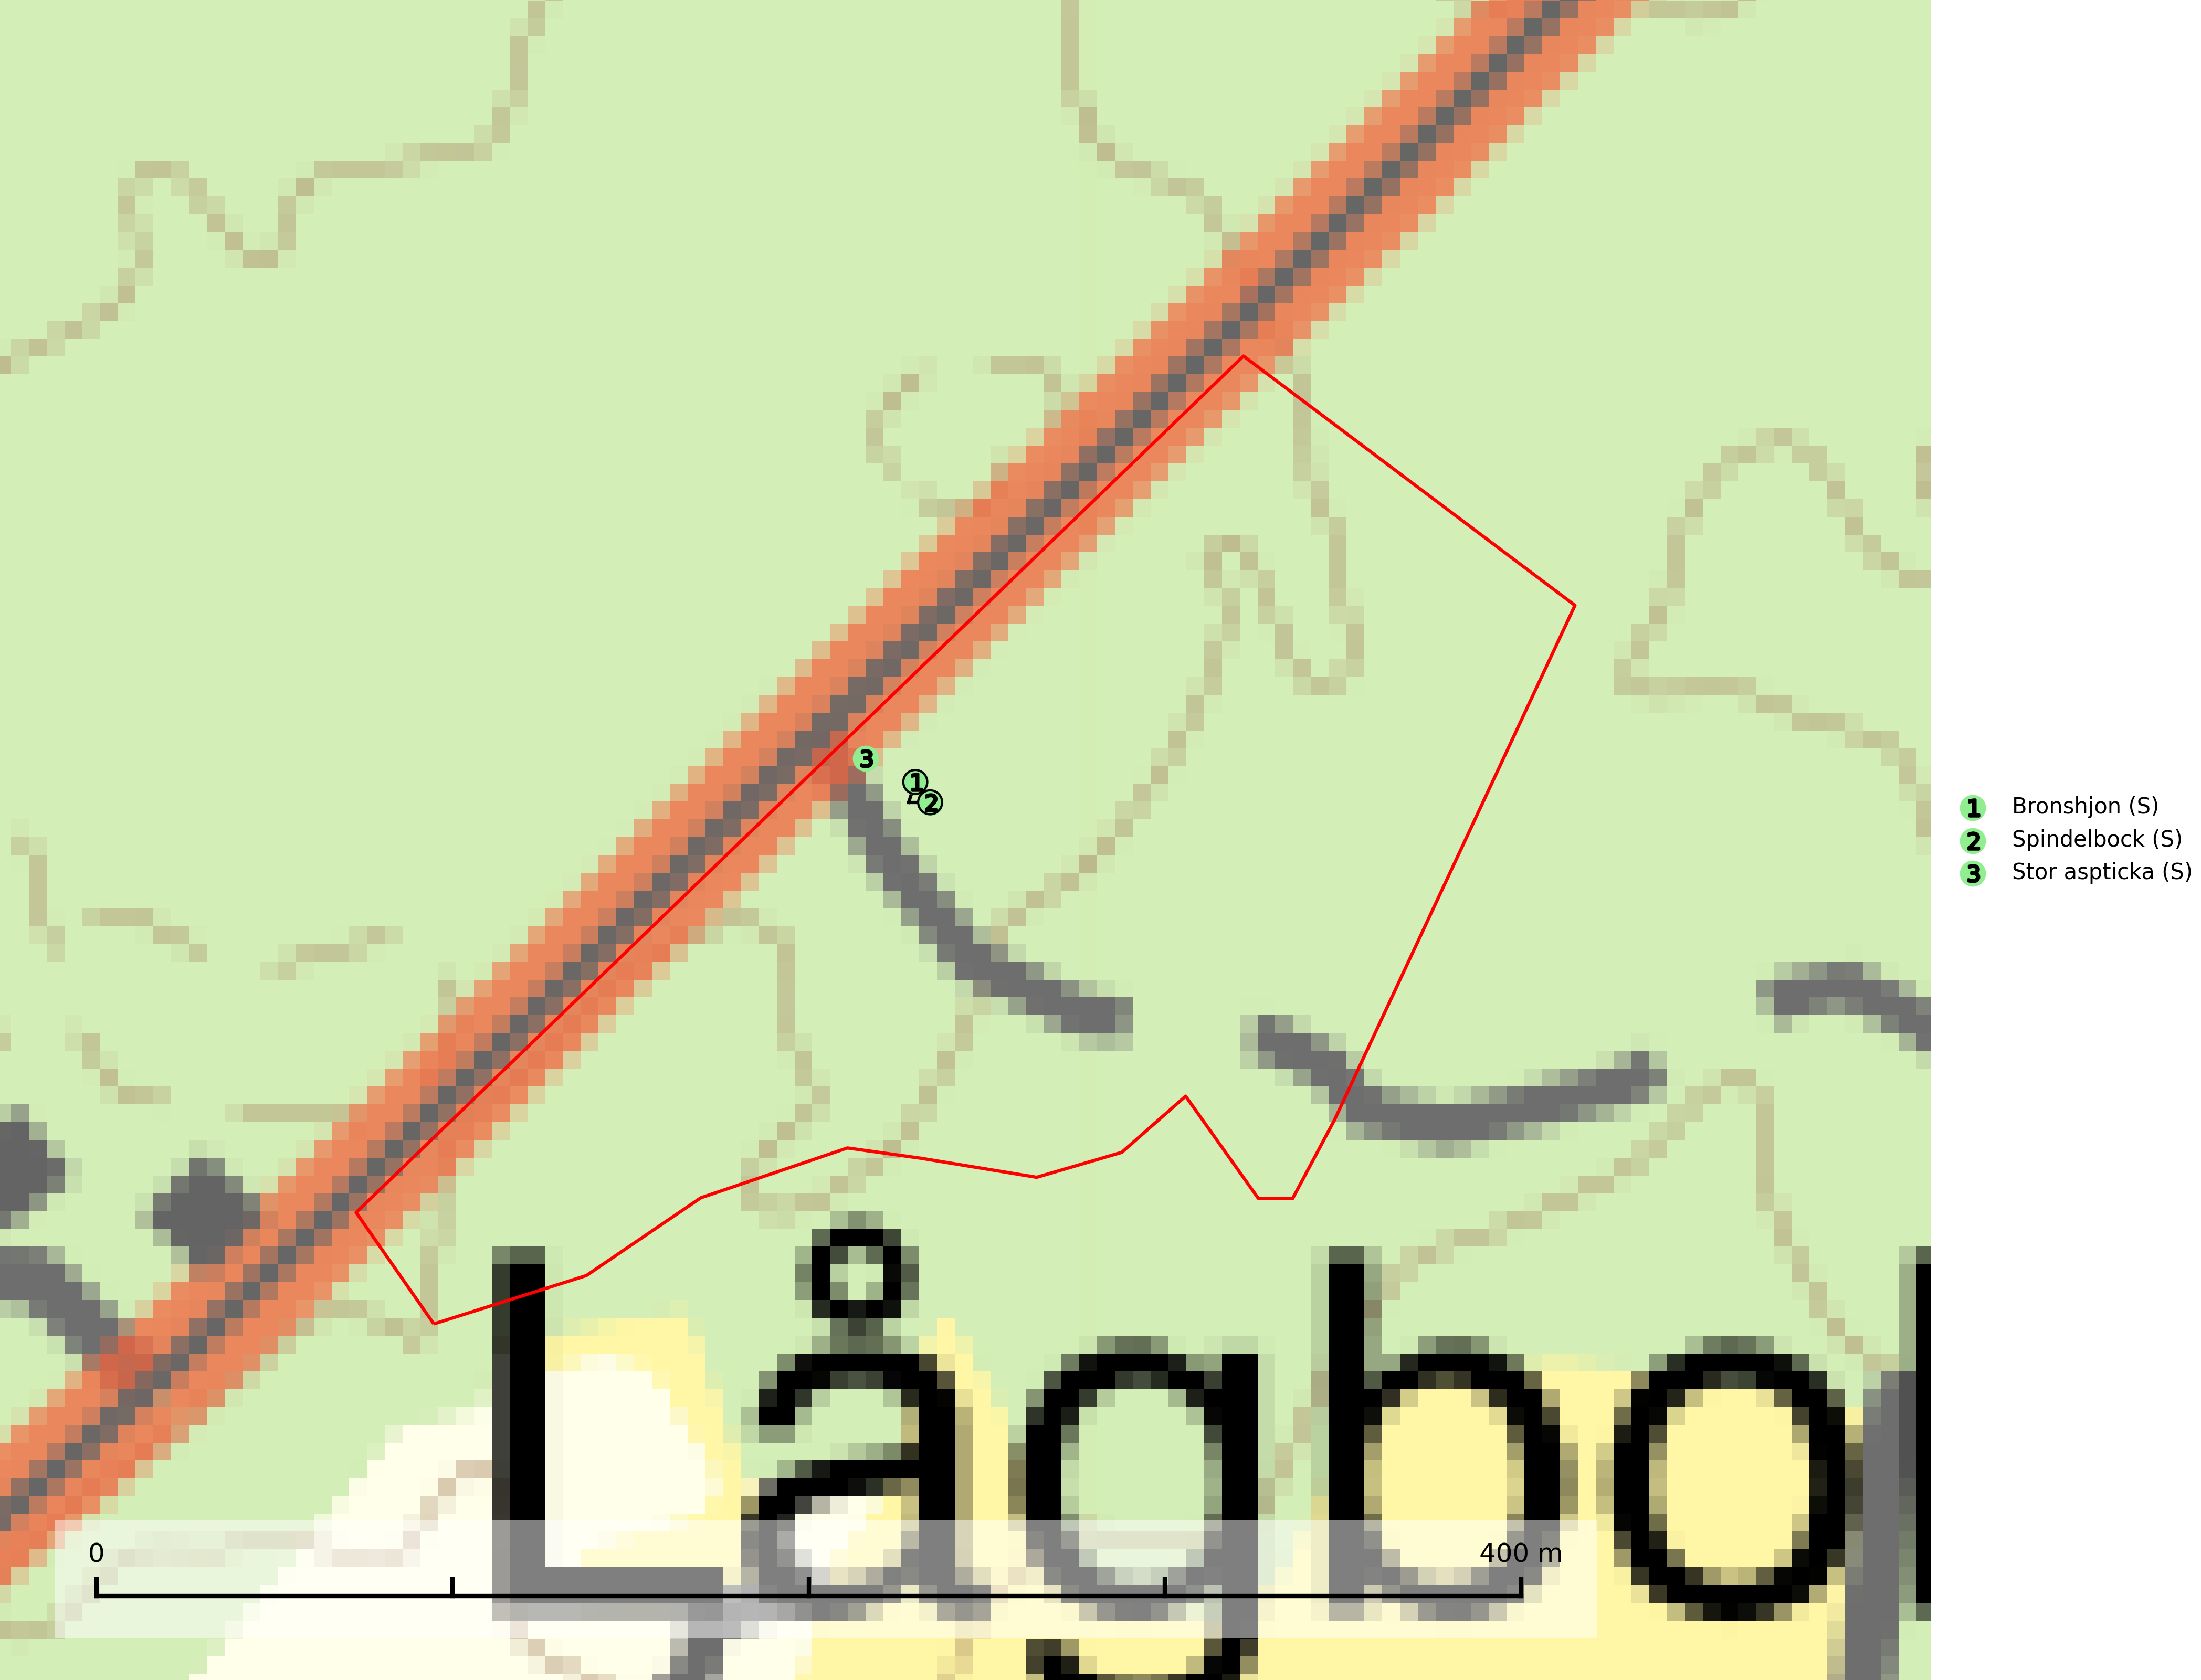 3
1
2
1 Bronshjon (S)
2 Spindelbock (S)
3 Stor aspticka (S)
Lågbo
0 400 m